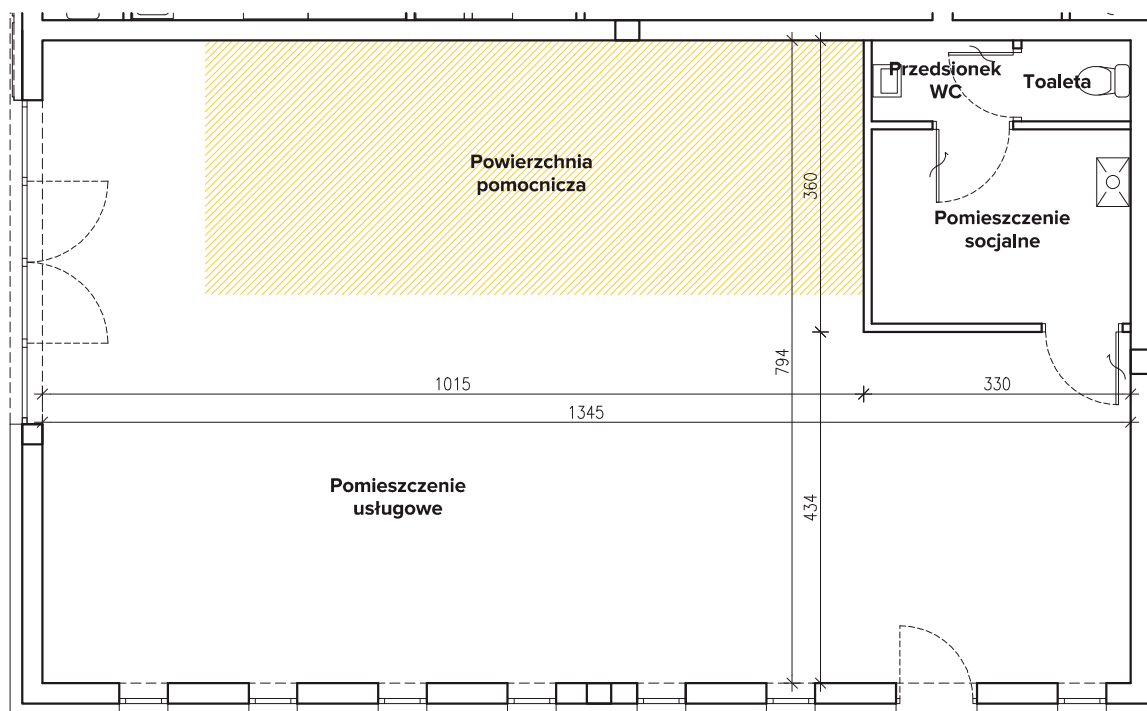 Przedsionek
WC
Toaleta
Powierzchnia
pomocnicza
360
Pomieszczenie
socjalne
794
1015
330
1345
434
Pomieszczenie
usługowe